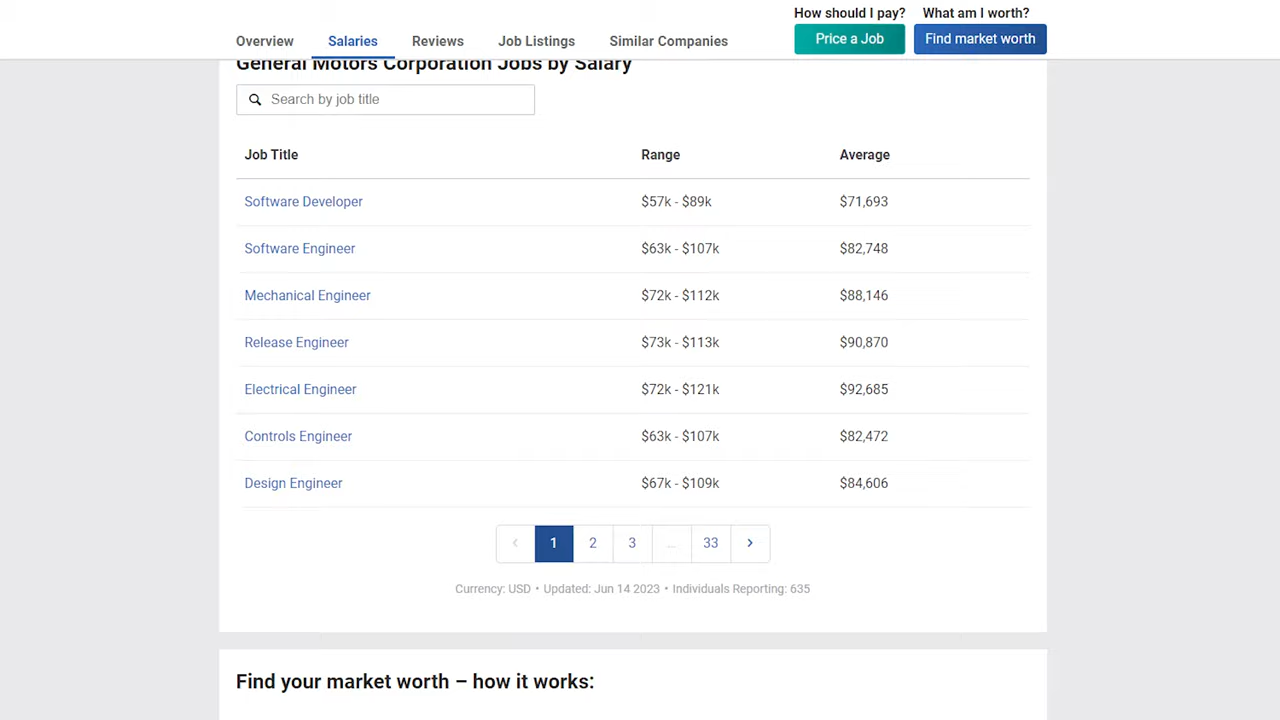 How should I pay? What am I worth?
Overview Salaries Reviews Job Listings Similar Companies Price a Job Find market worth
General Motors Corporation Jobs by Salary
Search by job title
Job Title Range Average
Software Developer $57k - $89k $71,693
Software Engineer $63k - $107k $82,748
Mechanical Engineer $72k - $112k $88,146
Release Engineer $73k - $113k $90,870
Electrical Engineer $72k - $121k $92,685
Controls Engineer $63k - $107k $82,472
Design Engineer $67k - $109k $84,606
‹ 1 2 3 ... 33 ›
Currency: USD • Updated: Jun 14 2023 • Individuals Reporting: 635
Find your market worth – how it works: